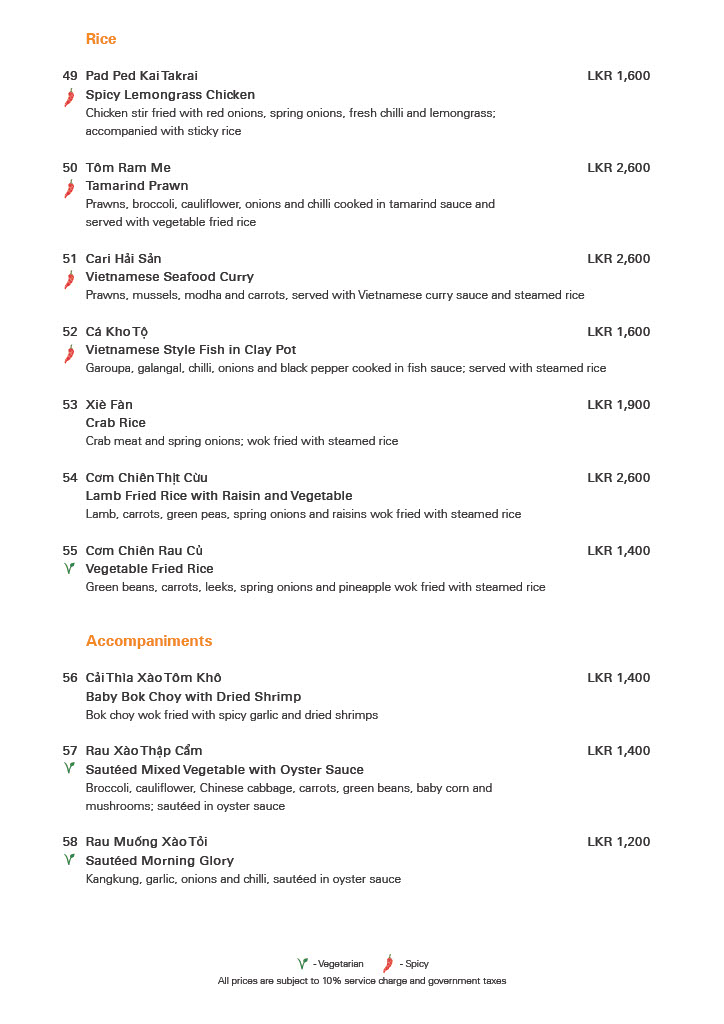 Rice
49 Pad Ped Kai Takrai LKR 1,600
Spicy Lemongrass Chicken
Chicken stir fried with red onions, spring onions, fresh chilli and lemongrass;
accompanied with sticky rice
50 Tôm Ram Me LKR 2,600
Tamarind Prawn
Prawns, broccoli, cauliflower, onions and chilli cooked in tamarind sauce and
served with vegetable fried rice
51 Cari Hải Sản LKR 2,600
Vietnamese Seafood Curry
Prawns, mussels, modha and carrots, served with Vietnamese curry sauce and steamed rice
52 Cá Kho Tộ LKR 1,600
Vietnamese Style Fish in Clay Pot
Garoupa, galangal, chilli, onions and black pepper cooked in fish sauce; served with steamed rice
53 Xiè Fàn LKR 1,900
Crab Rice
Crab meat and spring onions; wok fried with steamed rice
54 Cơm Chiên Thịt Cừu LKR 2,600
Lamb Fried Rice with Raisin and Vegetable
Lamb, carrots, green peas, spring onions and raisins wok fried with steamed rice
55 Cơm Chiên Rau Củ LKR 1,400
Vegetable Fried Rice
Green beans, carrots, leeks, spring onions and pineapple wok fried with steamed rice
Accompaniments
56 Cải Thìa Xào Tôm Khô LKR 1,400
Baby Bok Choy with Dried Shrimp
Bok choy wok fried with spicy garlic and dried shrimps
57 Rau Xào Thập Cẩm LKR 1,400
Sautéed Mixed Vegetable with Oyster Sauce
Broccoli, cauliflower, Chinese cabbage, carrots, green beans, baby corn and
mushrooms; sautéed in oyster sauce
58 Rau Muống Xào Tỏi LKR 1,200
Sautéed Morning Glory
Kangkung, garlic, onions and chilli, sautéed in oyster sauce
- Vegetarian - Spicy
All prices are subject to 10% service charge and government taxes